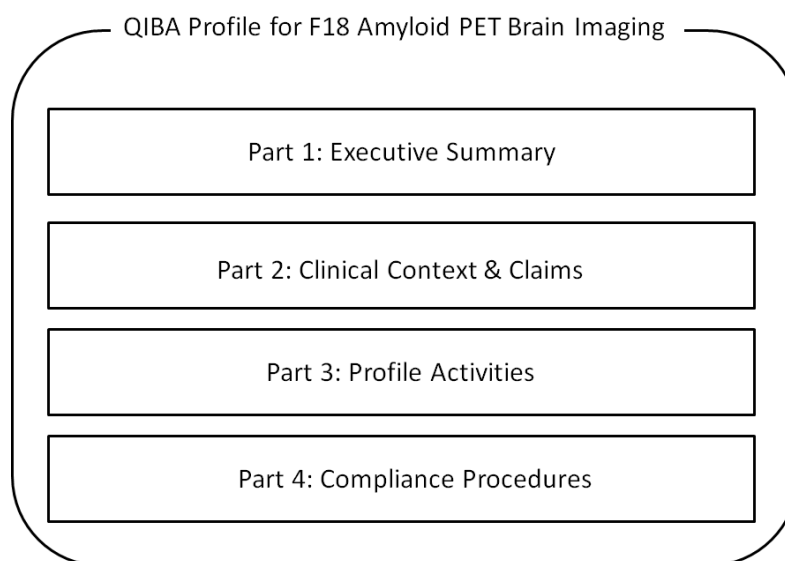 QIBA Profile for F18 Amyloid PET Brain Imaging
Part 1: Executive Summary
Part 2: Clinical Context & Claims
Part 3: Profile Activities
Part 4: Compliance Procedures